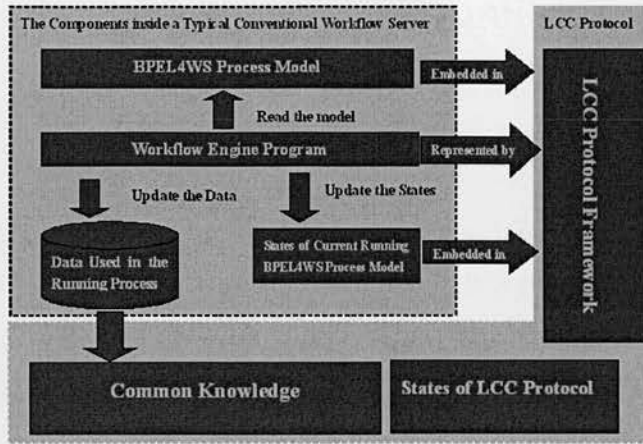 The Components inside a Typical Conventional Workflow Server
LCC Protocol
BPEL4WS Process Model
Embedded in
Read the model
Workflow Engine Program
Represented by
Update the Data
Update the States
Data Used in the
Running Process
States of Current Running
BPEL4WS Process Model
Embedded in
LCC Protocol Framework
Common Knowledge
States of LCC Protocol